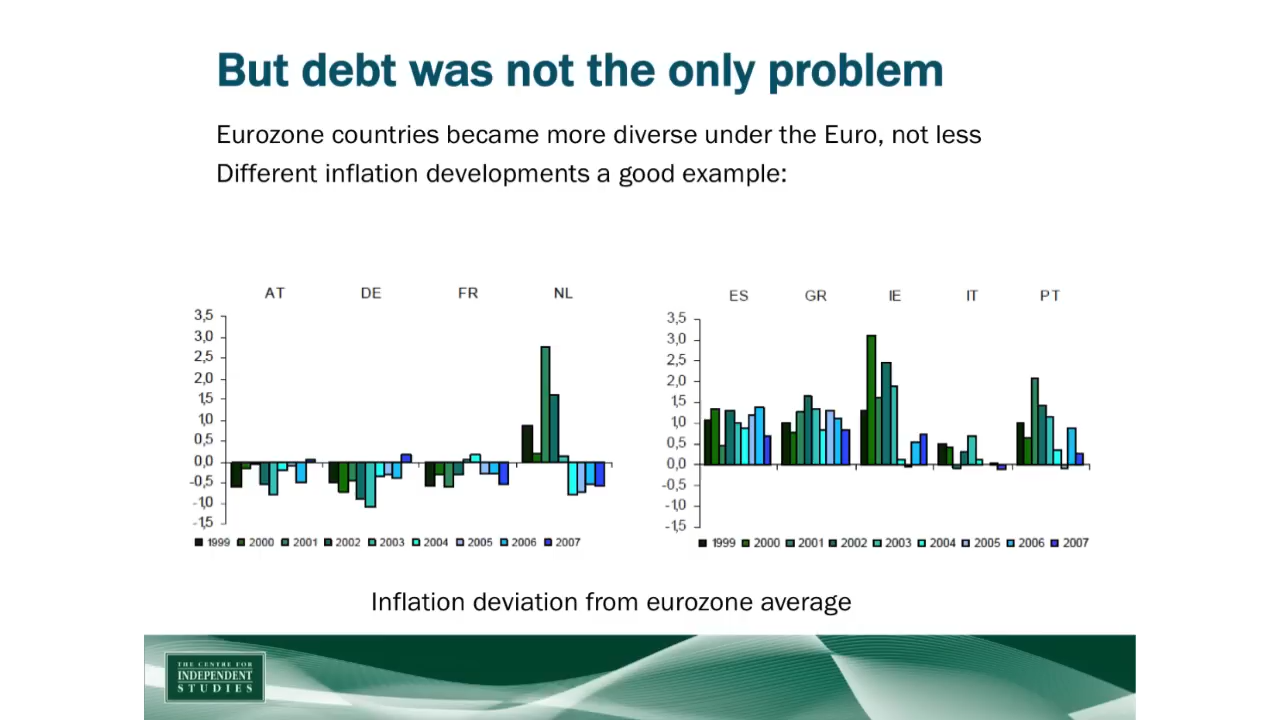 But debt was not the only problem
Eurozone countries became more diverse under the Euro, not less
Different inflation developments a good example:
AT DE FR NL
3,5
3,0
2,5
2,0
1,5
1,0
0,5
0,0
-0,5
-1,0
-1,5
1999 2000 2001 2002 2003 2004 2005 2006 2007
ES GR IE IT PT
3,5
3,0
2,5
2,0
1,5
1,0
0,5
0,0
-0,5
-1,0
-1,5
1999 2000 2001 2002 2003 2004 2005 2006 2007
Inflation deviation from eurozone average
THE CENTRE FOR
INDEPENDENT
STUDIES